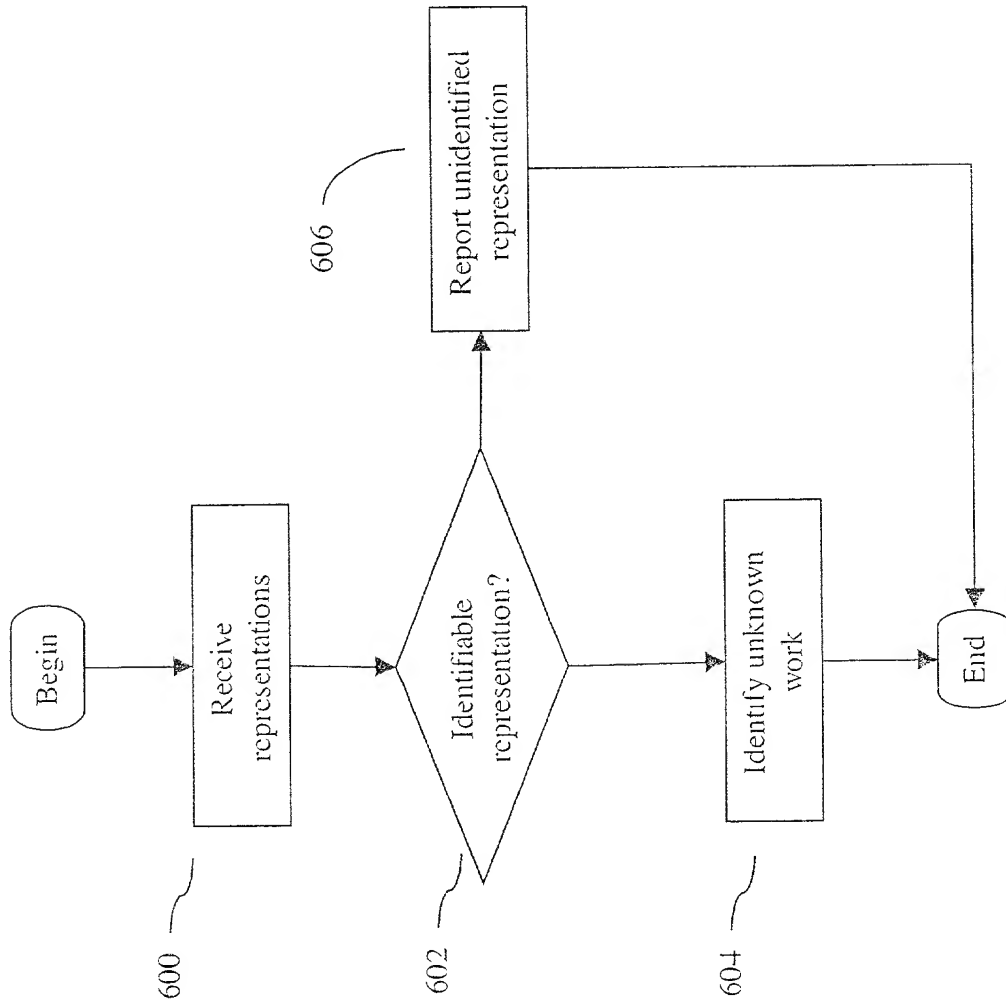 Begin
600
Receive
representations
602
Identifiable
representation?
606
Report unidentified
representation
604
Identify unknown
work
End